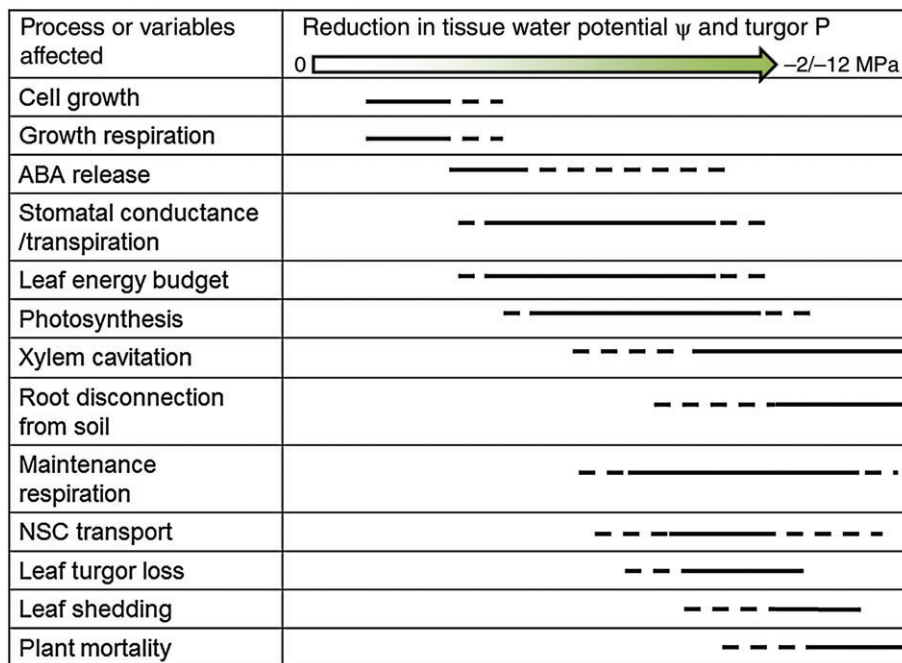 Process or variables
affected
Reduction in tissue water potential ψ and turgor P
0
–2/–12 MPa
Cell growth
Growth respiration
ABA release
Stomatal conductance
/transpiration
Leaf energy budget
Photosynthesis
Xylem cavitation
Root disconnection
from soil
Maintenance
respiration
NSC transport
Leaf turgor loss
Leaf shedding
Plant mortality